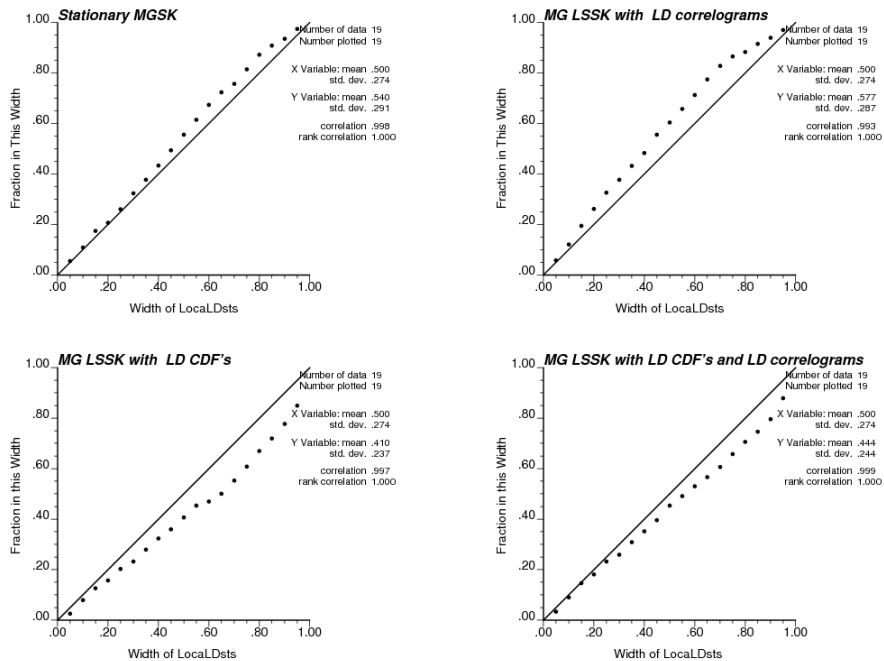 Stationary MGSK
1.00
.80
.60
.40
.20
.00
.00 .20 .40 .60 .80 1.00
Fraction in This Width
Width of LocaLDsts
Number of data 19
Number plotted 19
X Variable: mean .500
std. dev. .274
Y Variable: mean .540
std. dev. .291
correlation .998
rank correlation 1.000
MG LSSK with LD correlograms
1.00
.80
.60
.40
.20
.00
.00 .20 .40 .60 .80 1.00
Fraction in This Width
Width of LocaLDsts
Number of data 19
Number plotted 19
X Variable: mean .500
std. dev. .274
Y Variable: mean .577
std. dev. .287
correlation .993
rank correlation 1.000
MG LSSK with LD CDF's
1.00
.80
.60
.40
.20
.00
.00 .20 .40 .60 .80 1.00
Fraction in this Width
Width of LocaLDsts
Number of data 19
Number plotted 19
X Variable: mean .500
std. dev. .274
Y Variable: mean .410
std. dev. .237
correlation .997
rank correlation 1.000
MG LSSK with LD CDF's and LD correlograms
1.00
.80
.60
.40
.20
.00
.00 .20 .40 .60 .80 1.00
Fraction in this Width
Width of LocaLDsts
Number of data 19
Number plotted 19
X Variable: mean .500
std. dev. .274
Y Variable: mean .444
std. dev. .244
correlation .999
rank correlation 1.000